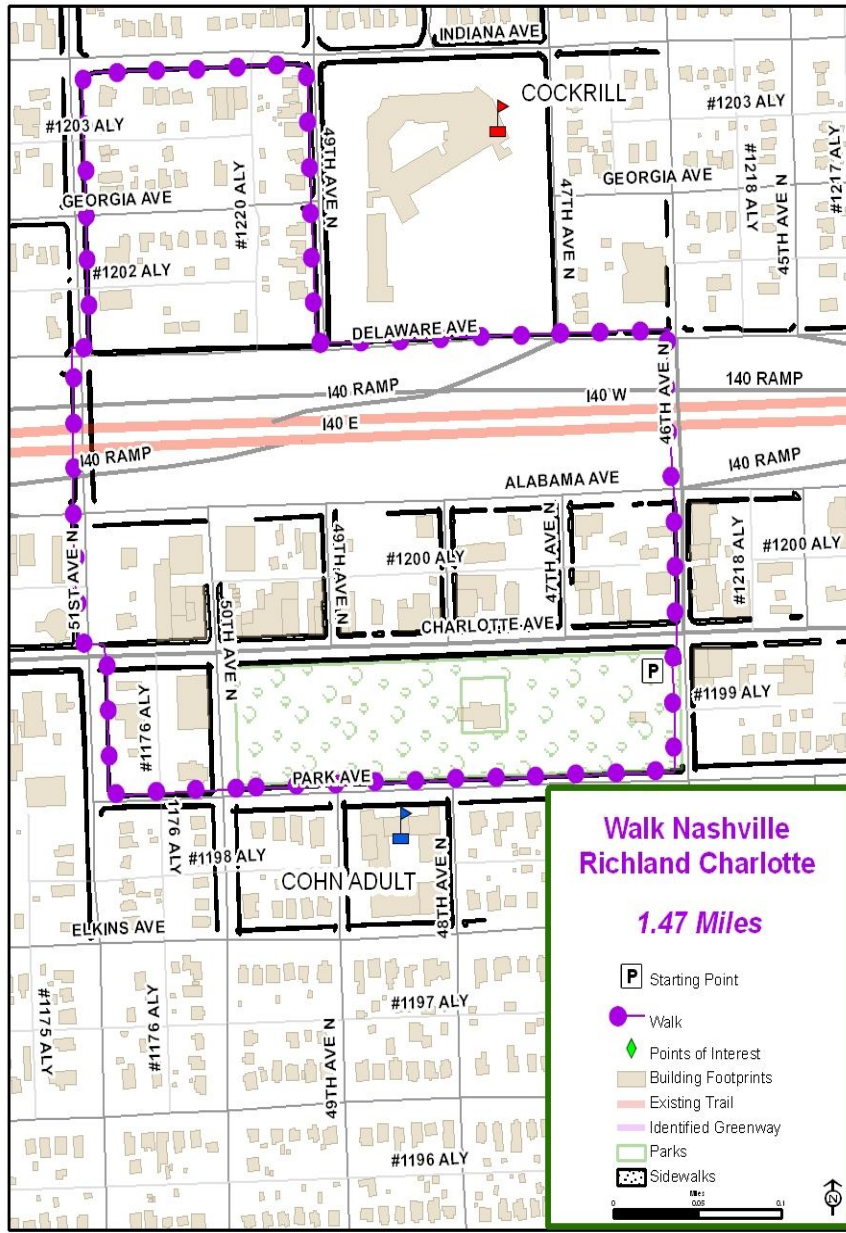 INDIANA AVE
COCKRILL
#1203 ALY
#1203 ALY
49TH AVE N
#1220 ALY
GEORGIA AVE
GEORGIA AVE
47TH AVE N
#1218 ALY
45TH AVE N
#1217 ALY
#1202 ALY
DELAWARE AVE
46TH AVE N
I40 RAMP
I40 RAMP
I40 W
I40 E
I40 RAMP
I40 RAMP
ALABAMA AVE
51ST AVE N
49TH AVE N
#1200 ALY
47TH AVE N
#1218 ALY
#1200 ALY
50TH AVE N
CHARLOTTE AVE
P
#1199 ALY
#1176 ALY
PARK AVE
1176 ALY
#1198 ALY
COHN ADULT
48TH AVE N
ELKINS AVE
#1175 ALY
#1176 ALY
49TH AVE N
#1197 ALY
#1196 ALY
Walk Nashville
Richland Charlotte
1.47 Miles
P Starting Point
Walk
Points of Interest
Building Footprints
Existing Trail
Identified Greenway
Parks
Sidewalks
Miles
0 0.05 0.1
N